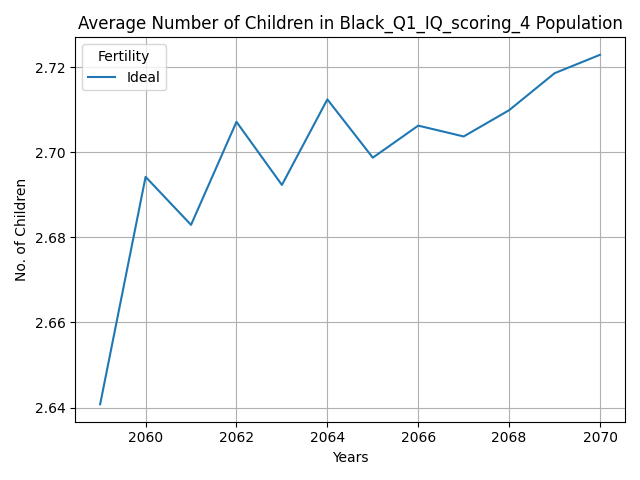 Average Number of Children in Black_Q1_IQ_scoring_4 Population
Fertility
Ideal
2.72
2.70
2.68
2.66
2.64
No. of Children
2060 2062 2064 2066 2068 2070
Years